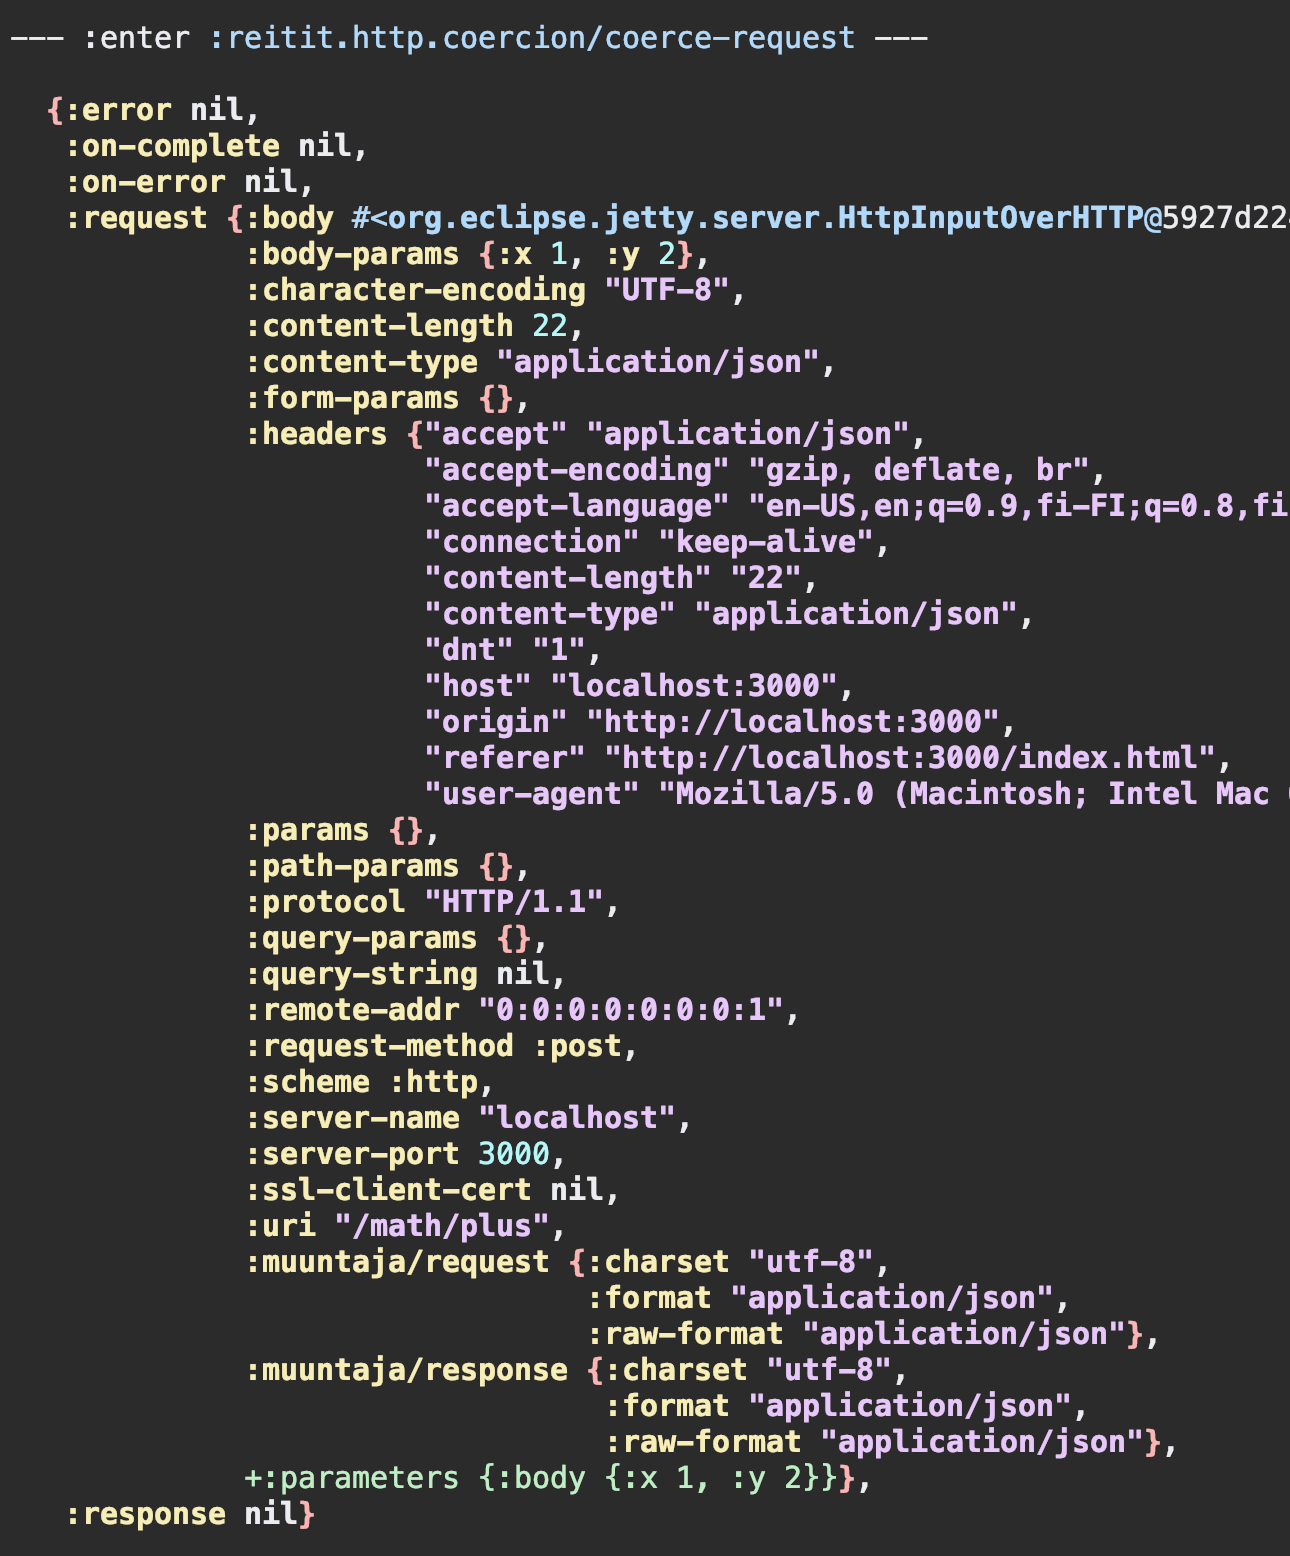 --- :enter :reitit.http.coercion/coerce-request ---
{:error nil,
:on-complete nil,
:on-error nil,
:request {:body #<org.eclipse.jetty.server.HttpInputOverHTTP@5927d22
:body-params {:x 1, :y 2},
:character-encoding "UTF-8",
:content-length 22,
:content-type "application/json",
:form-params {},
:headers {"accept" "application/json",
"accept-encoding" "gzip, deflate, br",
"accept-language" "en-US,en;q=0.9,fi-FI;q=0.8,fi
"connection" "keep-alive",
"content-length" "22",
"content-type" "application/json",
"dnt" "1",
"host" "localhost:3000",
"origin" "http://localhost:3000",
"referer" "http://localhost:3000/index.html",
"user-agent" "Mozilla/5.0 (Macintosh; Intel Mac
:params {},
:path-params {},
:protocol "HTTP/1.1",
:query-params {},
:query-string nil,
:remote-addr "0:0:0:0:0:0:0:1",
:request-method :post,
:scheme :http,
:server-name "localhost",
:server-port 3000,
:ssl-client-cert nil,
:uri "/math/plus",
:muuntaja/request {:charset "utf-8",
:format "application/json",
:raw-format "application/json"},
:muuntaja/response {:charset "utf-8",
:format "application/json",
:raw-format "application/json"},
+:parameters {:body {:x 1, :y 2}}},
:response nil}